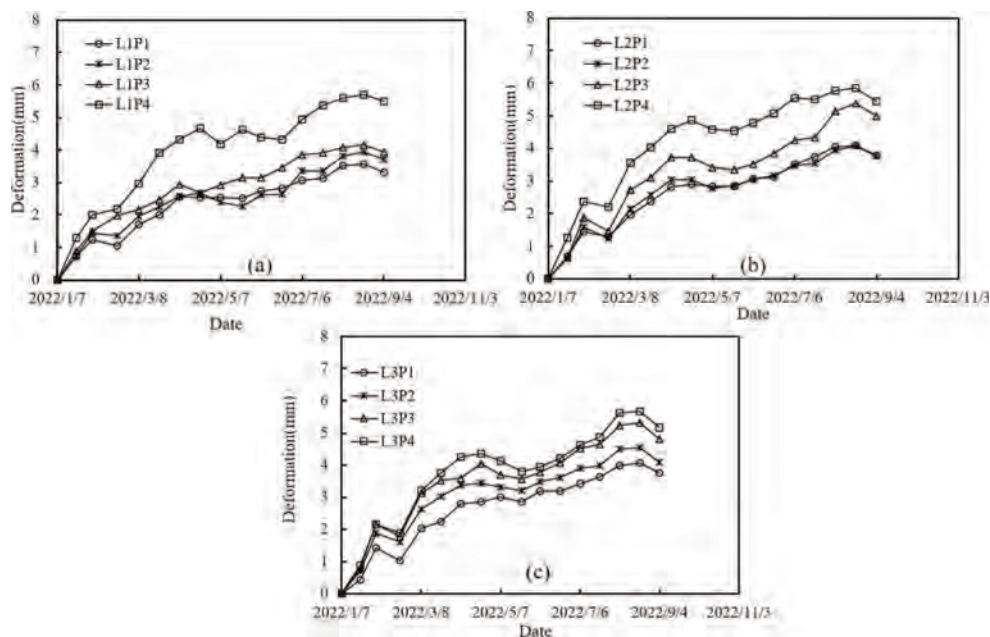 8
7
6
5
4
3
2
1
0
Deformation(mm)
L1P1
L1P2
L1P3
L1P4
(a)
2022/1/7 2022/3/8 2022/5/7 2022/7/6 2022/9/4 2022/11/3
Date
8
7
6
5
4
3
2
1
0
Deformation(mm)
L2P1
L2P2
L2P3
L2P4
(b)
2022/1/7 2022/3/8 2022/5/7 2022/7/6 2022/9/4 2022/11/3
Date
8
7
6
5
4
3
2
1
0
Deformation(mm)
L3P1
L3P2
L3P3
L3P4
(c)
2022/1/7 2022/3/8 2022/5/7 2022/7/6 2022/9/4 2022/11/3
Date